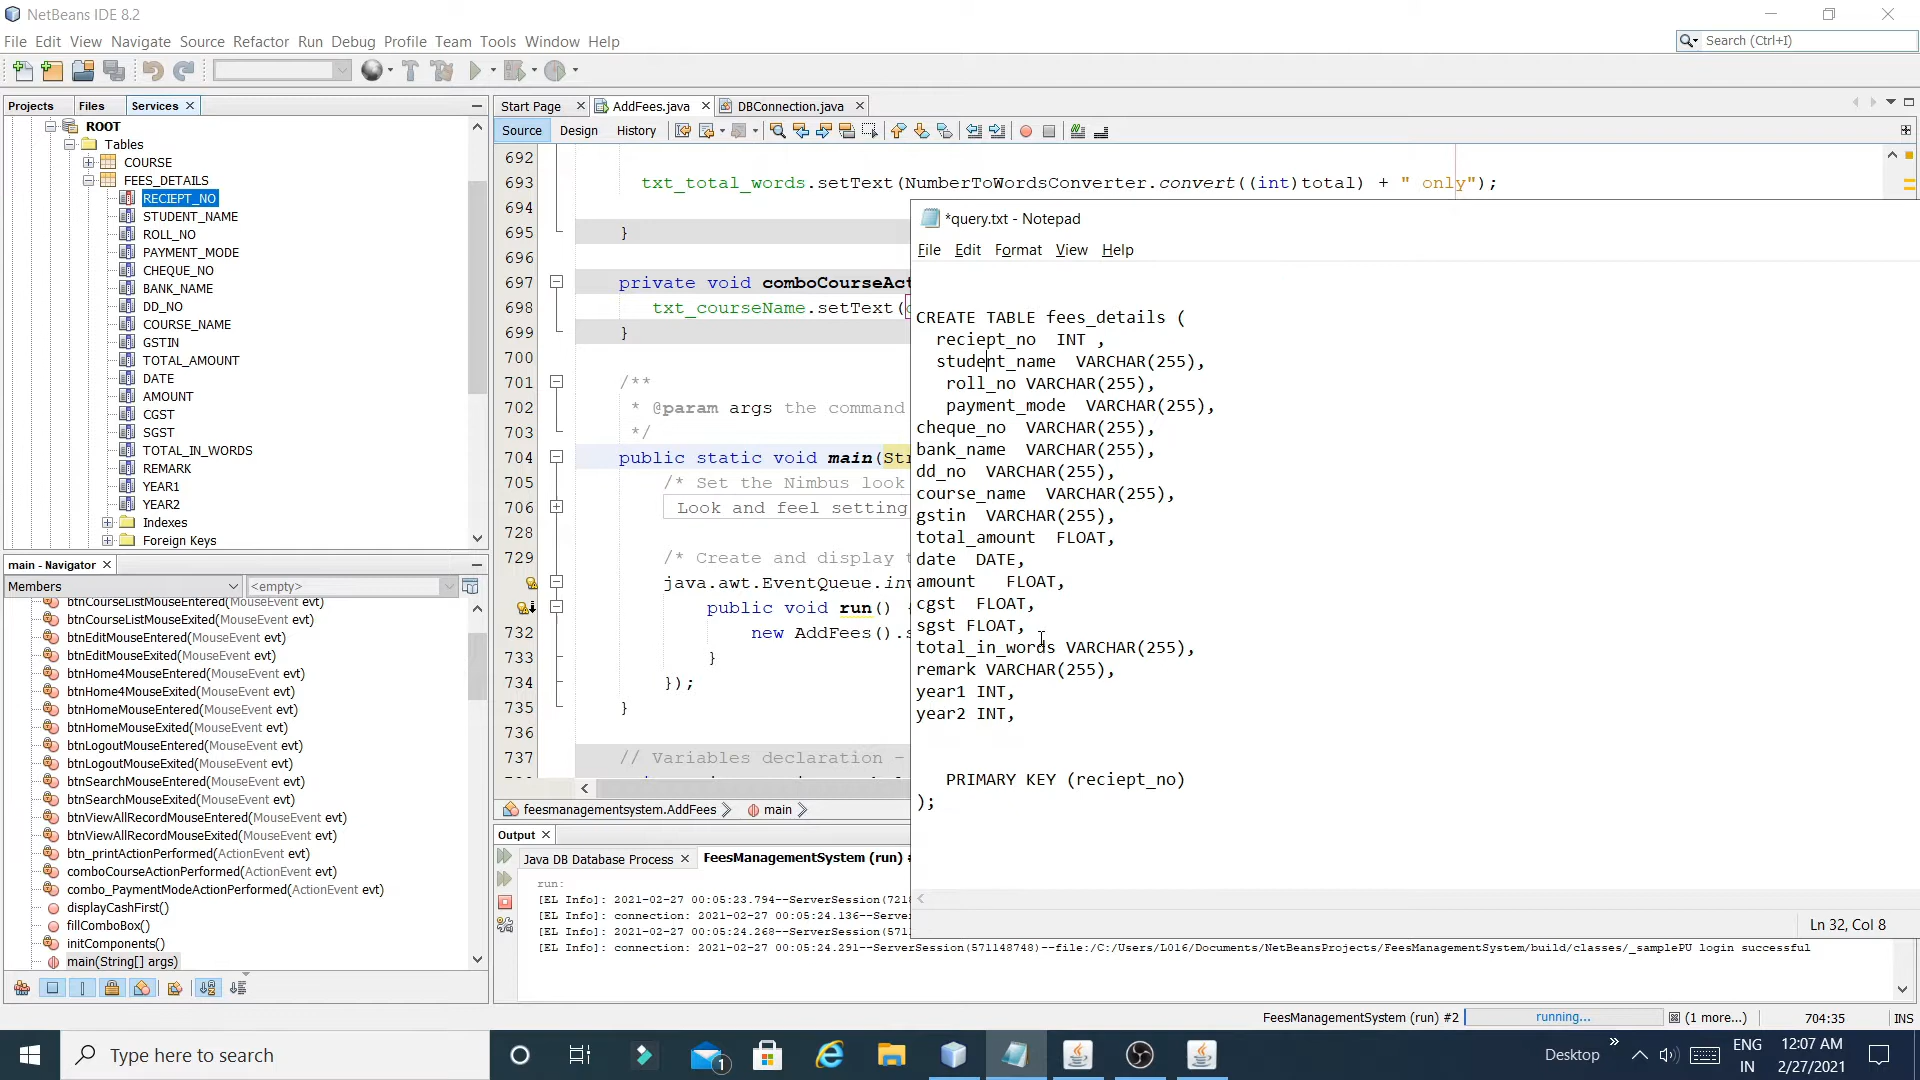 NetBeans IDE 8.2
File Edit View Navigate Source Refactor Run Debug Profile Team Tools Window Help
Search (Ctrl+I)
Projects Files Services
ROOT
Tables
COURSE
FEES_DETAILS
RECIEPT_NO
STUDENT_NAME
ROLL_NO
PAYMENT_MODE
CHEQUE_NO
BANK_NAME
DD_NO
COURSE_NAME
GSTIN
TOTAL_AMOUNT
DATE
AMOUNT
CGST
SGST
TOTAL_IN_WORDS
REMARK
YEAR1
YEAR2
Indexes
Foreign Keys
main - Navigator
Members <empty>
btnCourseListMouseEntered(MouseEvent evt)
btnCourseListMouseExited(MouseEvent evt)
btnEditMouseEntered(MouseEvent evt)
btnEditMouseExited(MouseEvent evt)
btnHome4MouseEntered(MouseEvent evt)
btnHome4MouseExited(MouseEvent evt)
btnHomeMouseEntered(MouseEvent evt)
btnHomeMouseExited(MouseEvent evt)
btnLogoutMouseEntered(MouseEvent evt)
btnLogoutMouseExited(MouseEvent evt)
btnSearchMouseEntered(MouseEvent evt)
btnSearchMouseExited(MouseEvent evt)
btnViewAllRecordMouseEntered(MouseEvent evt)
btnViewAllRecordMouseExited(MouseEvent evt)
btn_printActionPerformed(ActionEvent evt)
comboCourseActionPerformed(ActionEvent evt)
combo_PaymentModeActionPerformed(ActionEvent evt)
displayCashFirst()
fillComboBox()
initComponents()
main(String[] args)
Start Page AddFees.java DBConnection.java
Source Design History
692
693 txt_total_words.setText(NumberToWordsConverter.convert((int)total) + " only");
694
695 }
696
697 private void comboCourseAct
698 txt_courseName.setText(
699 }
700
701 /**
702 * @param args the command
703 */
704 public static void main(Str
705 /* Set the Nimbus look
706 Look and feel setting
728
729 /* Create and display t
java.awt.EventQueue.inv
public void run() {
732 new AddFees().s
733 }
734 });
735 }
736
737 // Variables declaration -
feesmanagementsystem.AddFees main
*query.txt - Notepad
File Edit Format View Help
CREATE TABLE fees_details (
reciept_no INT ,
student_name VARCHAR(255),
roll_no VARCHAR(255),
payment_mode VARCHAR(255),
cheque_no VARCHAR(255),
bank_name VARCHAR(255),
dd_no VARCHAR(255),
course_name VARCHAR(255),
gstin VARCHAR(255),
total_amount FLOAT,
date DATE,
amount FLOAT,
cgst FLOAT,
sgst FLOAT,
total_in_words VARCHAR(255),
remark VARCHAR(255),
year1 INT,
year2 INT,
PRIMARY KEY (reciept_no)
);
Ln 32, Col 8
Output
Java DB Database Process FeesManagementSystem (run) #
run:
[EL Info]: 2021-02-27 00:05:23.794--ServerSession(7218
[EL Info]: connection: 2021-02-27 00:05:24.136--Server
[EL Info]: 2021-02-27 00:05:24.268--ServerSession(5711
[EL Info]: connection: 2021-02-27 00:05:24.291--ServerSession(571148748)--file:/C:/Users/L016/Documents/NetBeansProjects/FeesManagementSystem/build/classes/_samplePU login successful
FeesManagementSystem (run) #2 running... (1 more...) 704:35 INS
Type here to search
1
Desktop
ENG
IN
12:07 AM
2/27/2021